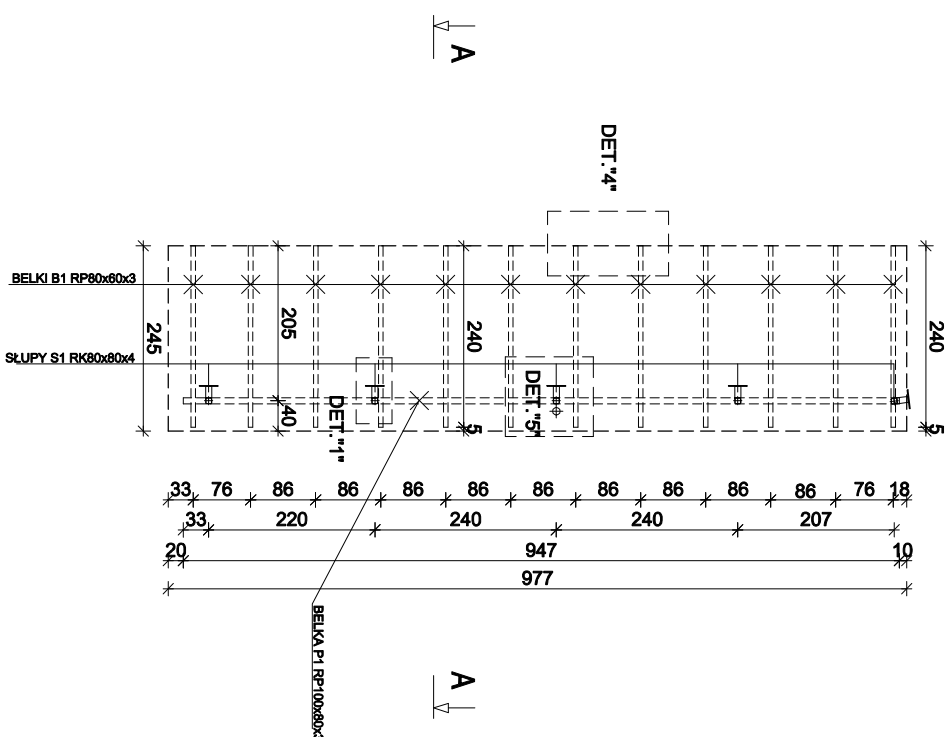 A
DET."4"
BELKI B1 RP80x60x3
SŁUPY S1 RK80x80x4
245
205
40
240
5
240
5
DET."1"
DET."5"
33 76 86 86 86 86 86 86 86 86 86 76 18
33 220 240 240 207
20 947 10
977
BELKA P1 RP100x80x
A